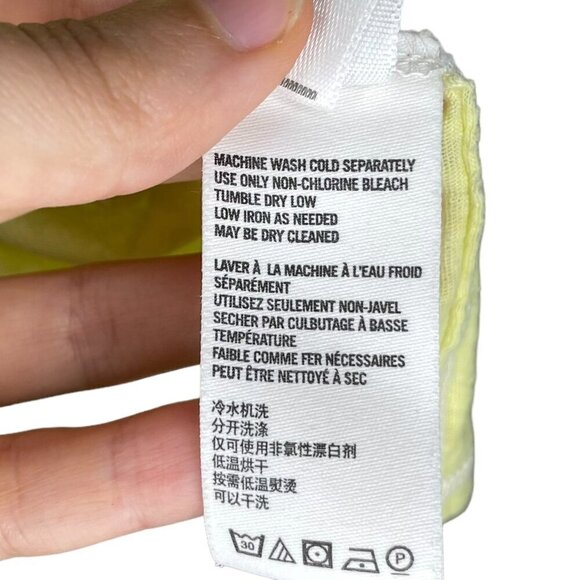 MACHINE WASH COLD SEPARATELY
USE ONLY NON-CHLORINE BLEACH
TUMBLE DRY LOW
LOW IRON AS NEEDED
MAY BE DRY CLEANED
LAVER À LA MACHINE À L'EAU FROID
SÉPARÉMENT
UTILISEZ SEULEMENT NON-JAVEL
SECHER PAR CULBUTAGE À BASSE
TEMPÉRATURE
FAIBLE COMME FER NÉCESSAIRES
PEUT ÊTRE NETTOYÉ À SEC
冷水机洗
分开洗涤
仅可使用非氧性漂白剂
低温烘干
按需低温熨烫
可以干洗
30 P